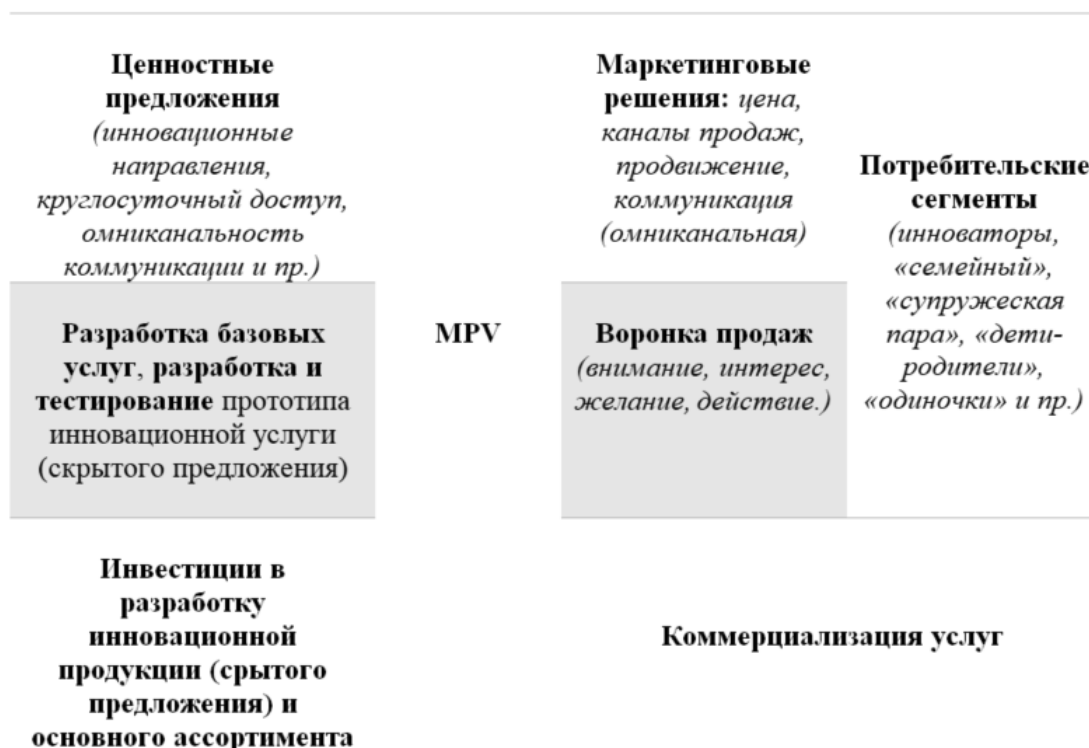 Ценностные
предложения
(инновационные
направления,
круглосуточный доступ,
омниканальность
коммуникации и пр.)
Разработка базовых
услуг, разработка и
тестирование прототипа
инновационной услуги
(скрытого предложения)
MPV
Маркетинговые
решения: цена,
каналы продаж,
продвижение,
коммуникация
(омниканальная)
Воронка продаж
(внимание, интерес,
желание, действие.)
Потребительские
сегменты
(инноваторы,
«семейный»,
«супружеская
пара», «дети-
родители»,
«одиночки» и пр.)
Инвестиции в
разработку
инновационной
продукции (срытого
предложения) и
основного ассортимента
Коммерциализация услуг